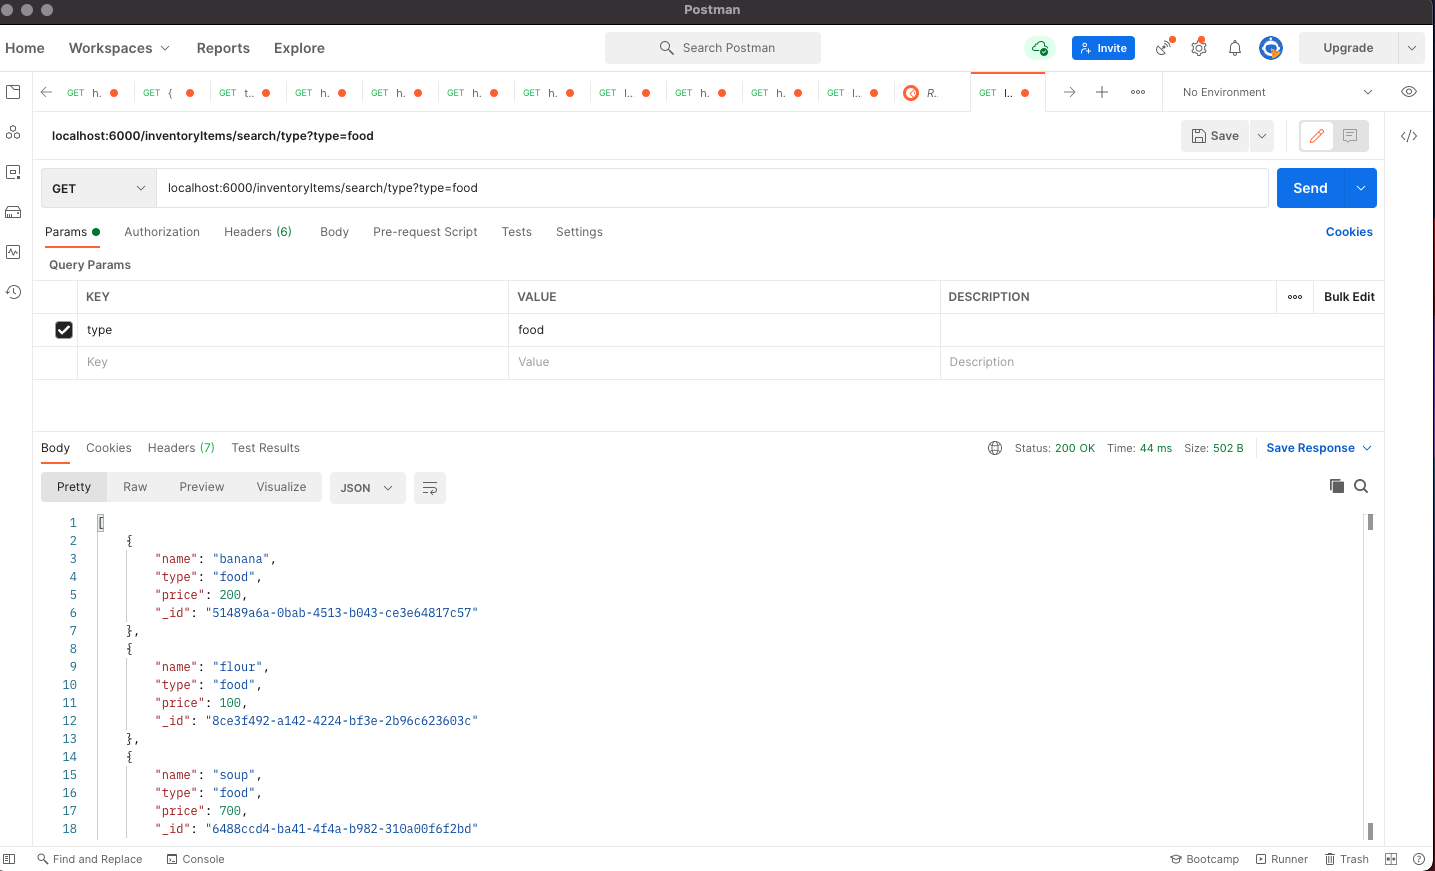 Postman
Home Workspaces Reports Explore Search Postman Invite Upgrade
GET h. GET { GET t.. GET h. GET h. GET h. GET h. GET l... GET h. GET h. GET l... R. GET l.. No Environment
localhost:6000/inventoryItems/search/type?type=food Save
GET localhost:6000/inventoryItems/search/type?type=food Send
Params Authorization Headers (6) Body Pre-request Script Tests Settings Cookies
Query Params
KEY VALUE DESCRIPTION Bulk Edit
type food
Key Value Description
Body Cookies Headers (7) Test Results Status: 200 OK Time: 44 ms Size: 502 B Save Response
Pretty Raw Preview Visualize JSON
1 [
2 {
3 "name": "banana",
4 "type": "food",
5 "price": 200,
6 "_id": "51489a6a-0bab-4513-b043-ce3e64817c57"
7 },
8 {
9 "name": "flour",
10 "type": "food",
11 "price": 100,
12 "_id": "8ce3f492-a142-4224-bf3e-2b96c623603c"
13 },
14 {
15 "name": "soup",
16 "type": "food",
17 "price": 700,
18 "_id": "6488ccd4-ba41-4f4a-b982-310a00f6f2bd"
Find and Replace Console Bootcamp Runner Trash